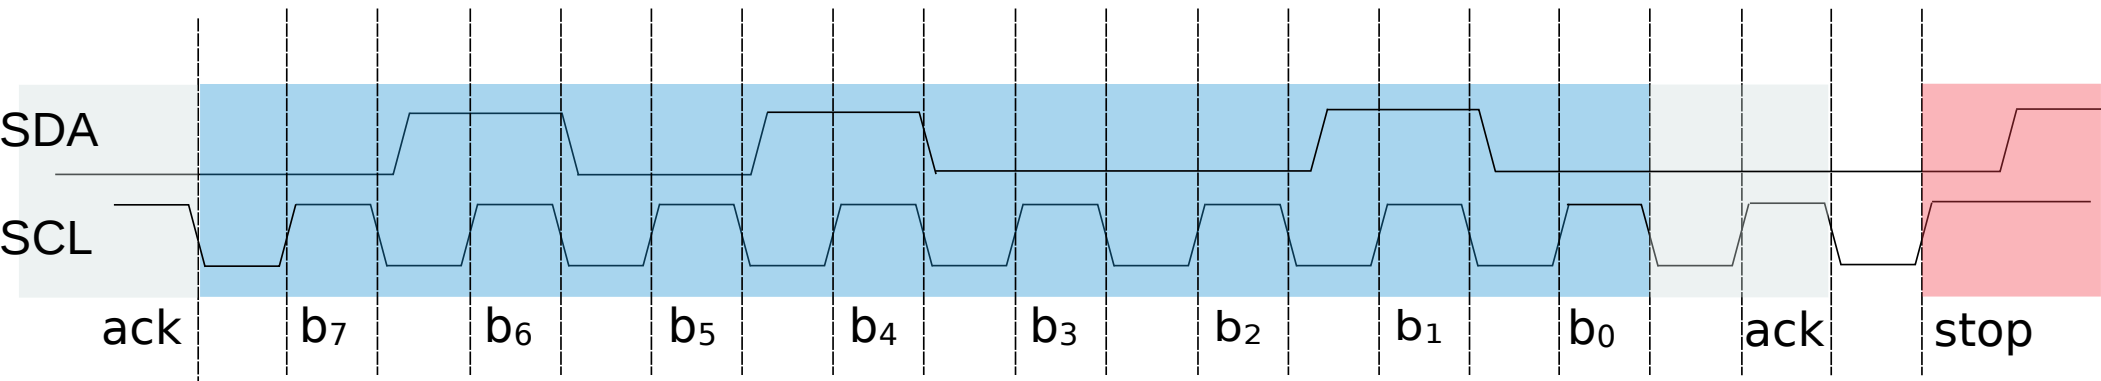 SDA
SCL
ack b₇ b₆ b₅ b₄ b₃ b₂ b₁ b₀ ack stop